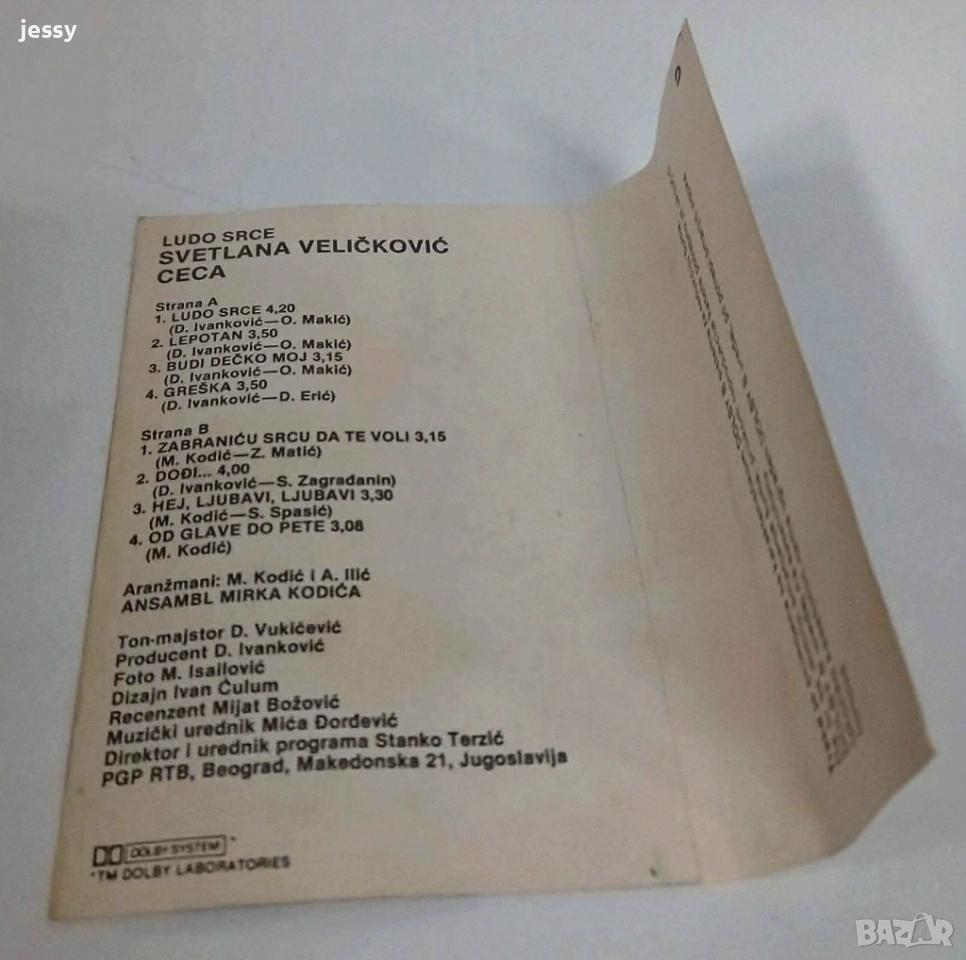 jessy
LUDO SRCE
SVETLANA VELIČKOVIĆ
CECA
Strana A
1. LUDO SRCE 4,20
(D. Ivanković—O. Makić)
2. LEPOTAN 3,50
(D. Ivanković—O. Makić)
3. BUDI DEČKO MOJ 3,15
(D. Ivanković—O. Makić)
4. GREŠKA 3,50
(D. Ivanković—D. Erić)
Strana B
1. ZABRANIĆU SRCU DA TE VOLI 3,15
(M. Kodić—Z. Matić)
2. DOĐI... 4,00
(D. Ivanković—S. Zagrađanin)
3. HEJ, LJUBAVI, LJUBAVI 3,30
(M. Kodić—S. Spasić)
4. OD GLAVE DO PETE 3,08
(M. Kodić)
Aranžmani: M. Kodić i A. Ilić
ANSAMBL MIRKA KODIĆA
Ton-majstor D. Vukićević
Producent D. Ivanković
Foto M. Isailović
Dizajn Ivan Ćulum
Recenzent Mijat Božović
Muzički urednik Mića Đorđević
Direktor i urednik programa Stanko Terzić
PGP RTB, Beograd, Makedonska 21, Jugoslavija
DOLBY SYSTEM *
*TM DOLBY LABORATORIES
BAZAR